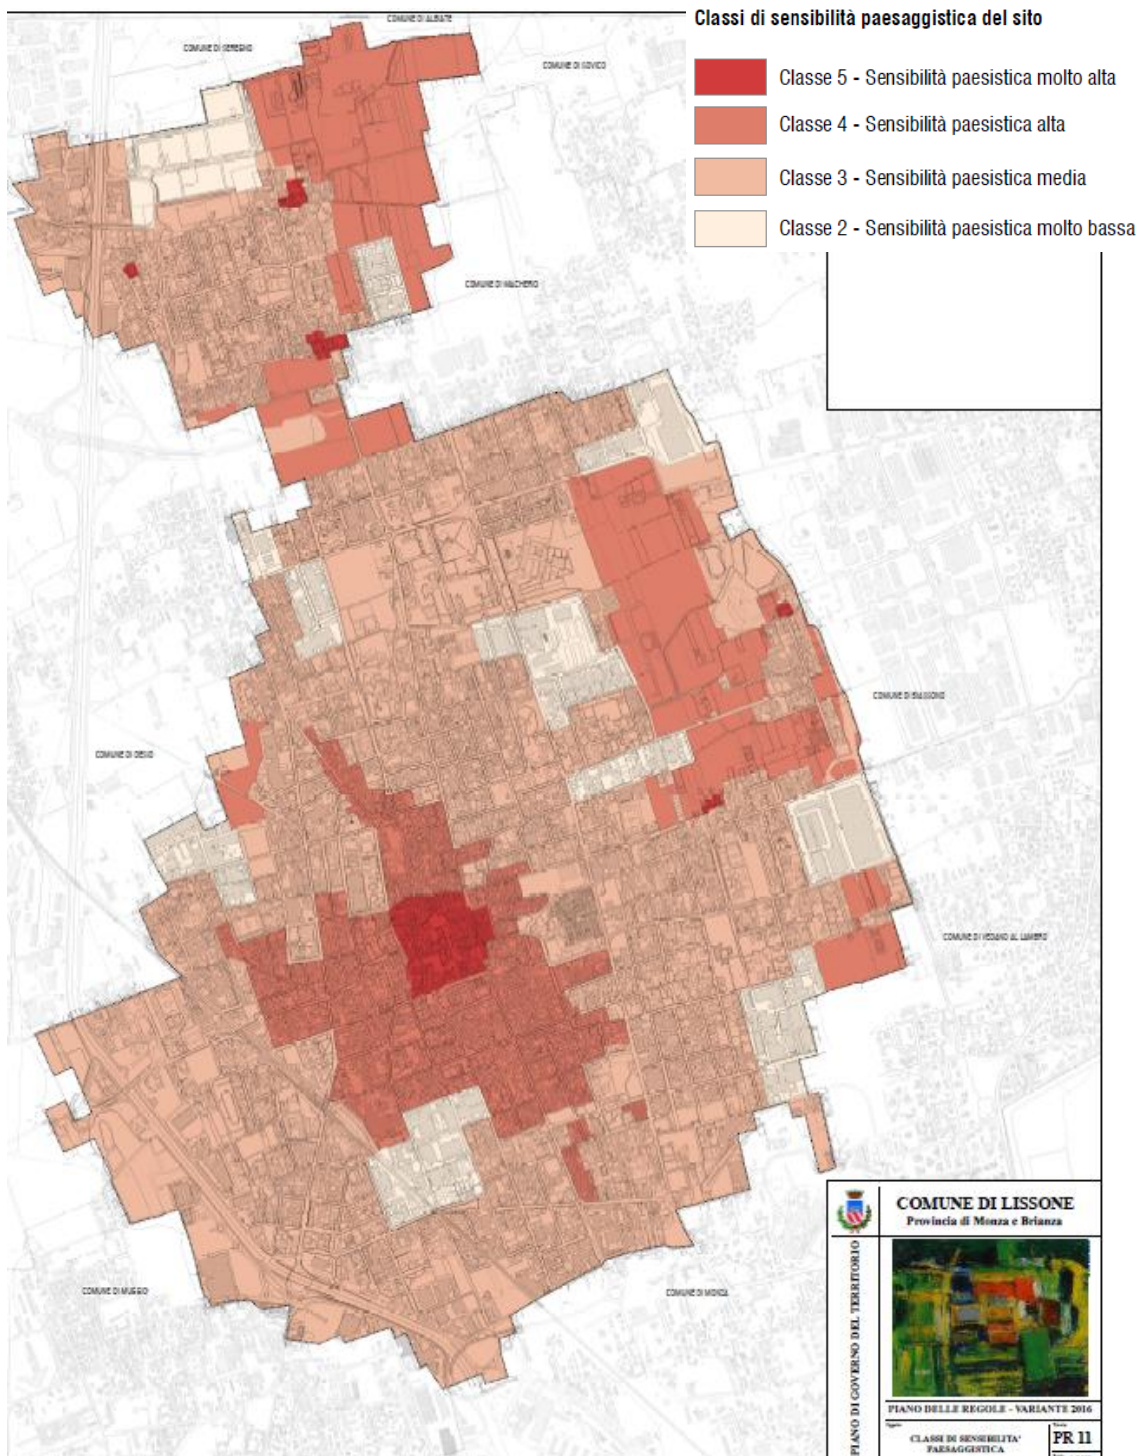 Classi di sensibilità paesaggistica del sito
Classe 5 - Sensibilità paesistica molto alta
Classe 4 - Sensibilità paesistica alta
Classe 3 - Sensibilità paesistica media
Classe 2 - Sensibilità paesistica molto bassa
COMUNE DI ALBIATE
COMUNE DI SEREGNO
COMUNE DI SOVICO
COMUNE DI MACHERIO
COMUNE DI BIASSONO
COMUNE DI DESIO
COMUNE DI VEDANO AL LAMBRO
COMUNE DI MUGGIO
COMUNE DI MONZA
COMUNE DI LISSONE
Provincia di Monza e Brianza
PIANO DI GOVERNO DEL TERRITORIO
PIANO DELLE REGOLE - VARIANTE 2016
CLASSI DI SENSIBILITA'
PAESAGGISTICA
PR 11